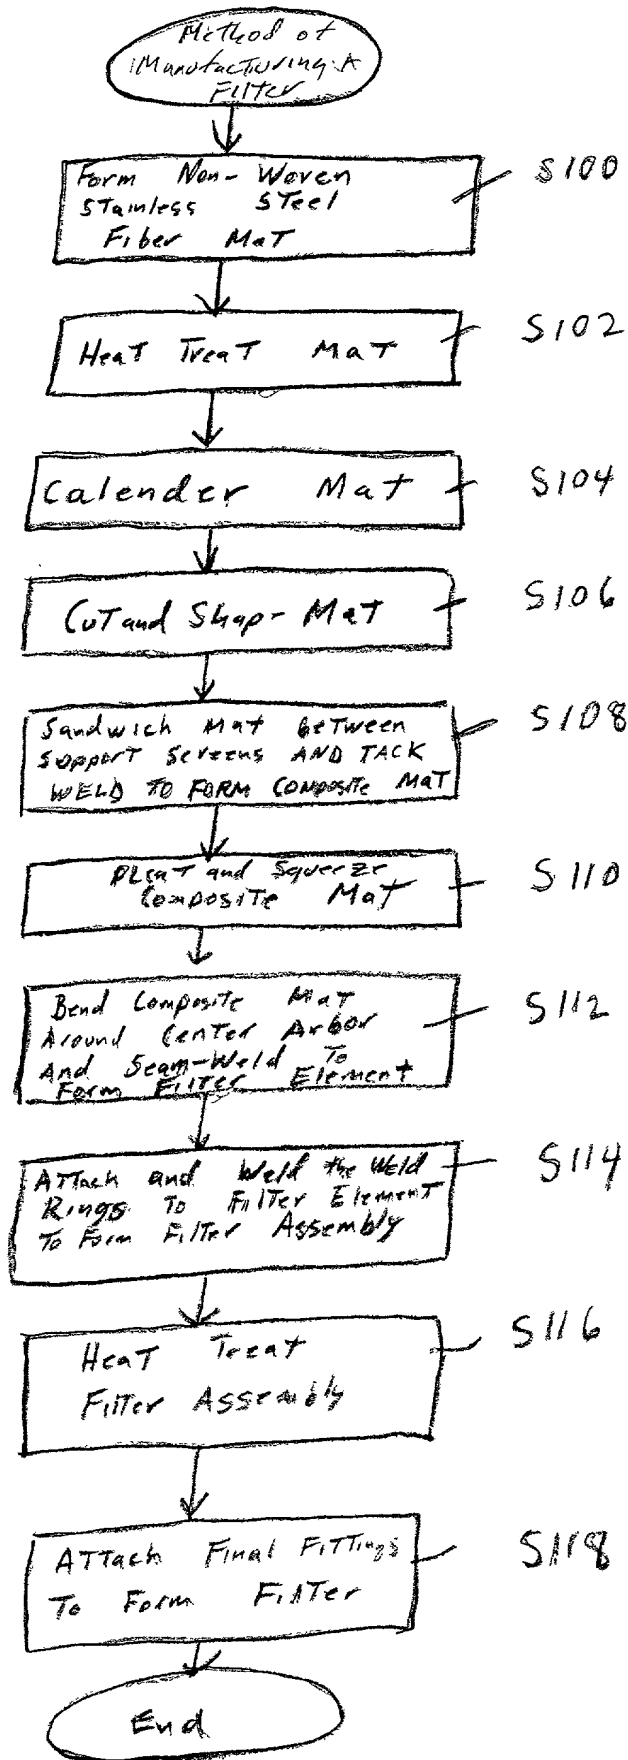 Method of
Manufacturing A
Filter
Form Non-Woven
Stainless Steel
Fiber Mat
S100
Heat Treat Mat
S102
Calender Mat
S104
Cut and Shap- Mat
S106
Sandwich Mat Between
Support Screens AND TACK
WELD TO FORM Composite Mat
S108
Pleat and Squeeze
Composite Mat
S110
Bend Composite Mat
Around Center Arbor
And Seam-Weld To
Form Filter Element
S112
Attach and Weld the Weld
Rings To Filter Element
To Form Filter Assembly
S114
Heat Treat
Filter Assembly
S116
Attach Final Fittings
To Form Filter
S118
End